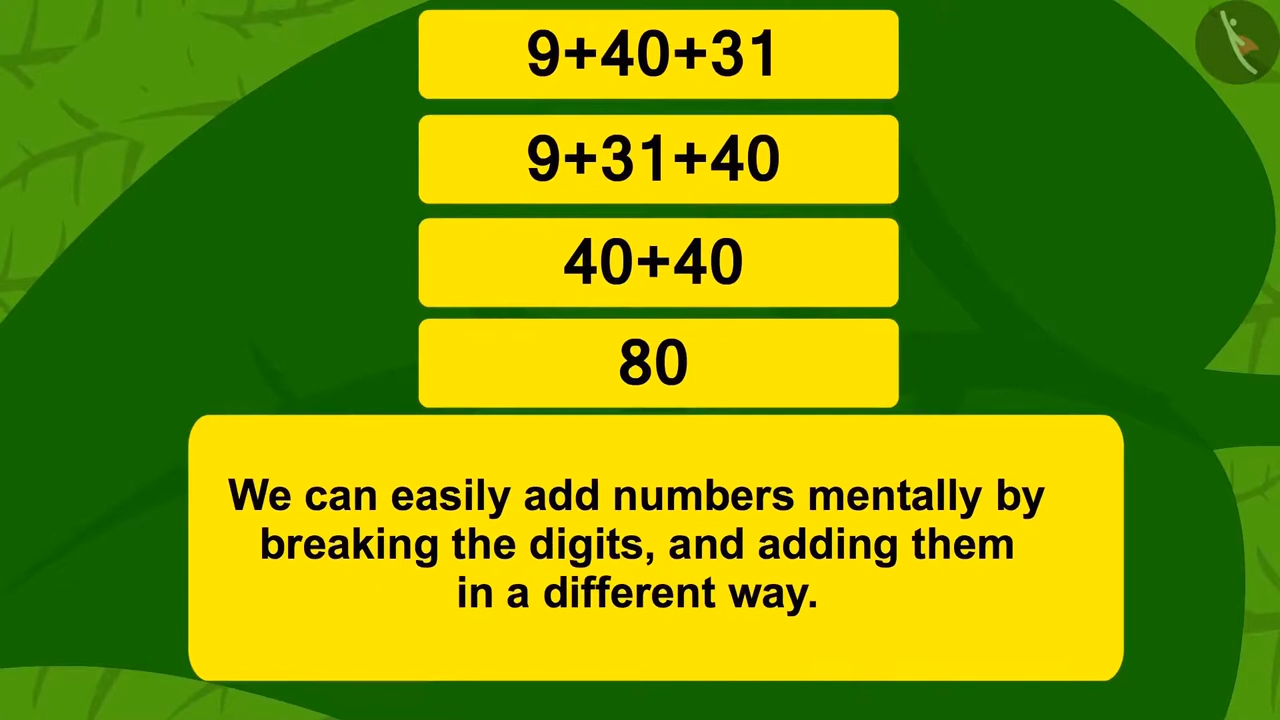 9+40+31
9+31+40
40+40
80
We can easily add numbers mentally by
breaking the digits, and adding them
in a different way.